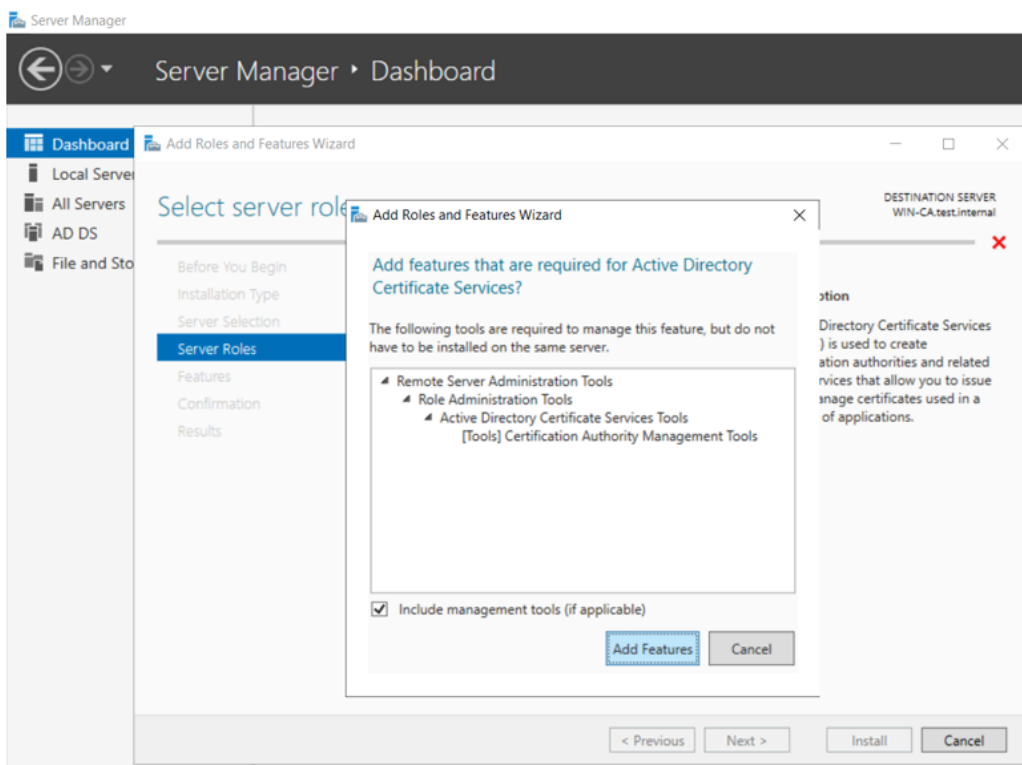 Server Manager
Server Manager • Dashboard
Dashboard
Local Server
All Servers
AD DS
File and Sto
Add Roles and Features Wizard
Select server role
DESTINATION SERVER
WIN-CA.test.internal
Before You Begin
Installation Type
Server Selection
Server Roles
Features
Confirmation
Results
Add Roles and Features Wizard
Add features that are required for Active Directory
Certificate Services?
The following tools are required to manage this feature, but do not
have to be installed on the same server.
Remote Server Administration Tools
Role Administration Tools
Active Directory Certificate Services Tools
[Tools] Certification Authority Management Tools
Include management tools (if applicable)
Add Features
Cancel
ption
Directory Certificate Services
) is used to create
ation authorities and related
rvices that allow you to issue
anage certificates used in a
of applications.
< Previous
Next >
Install
Cancel